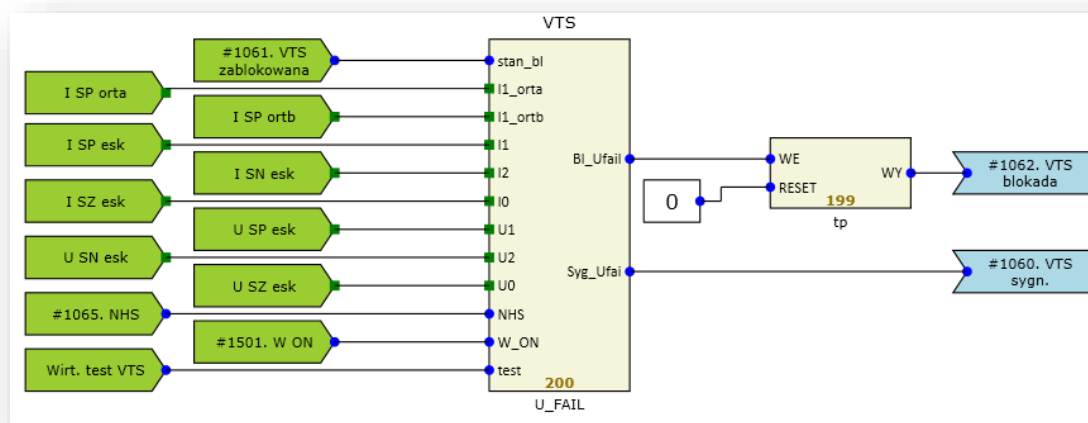 VTS
#1061. VTS
zablokowana
stan_bl
I SP orta
I1_orta
I SP ortb
I1_ortb
I SP esk
I1
I SN esk
I2
I SZ esk
I0
U SP esk
U1
U SN esk
U2
U SZ esk
U0
#1065. NHS
NHS
#1501. W ON
W_ON
Wirt. test VTS
test
Bl_Ufail
Syg_Ufai
200
U_FAIL
0
WE
RESET
WY
199
tp
#1062. VTS
blokada
#1060. VTS
sygn.